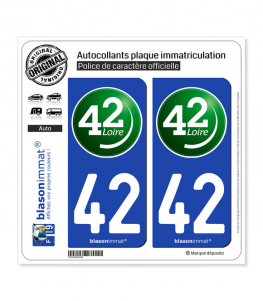 Autocollants plaque immatriculation
Police de caractère officielle
ORIGINAL
ORIGINAL
Auto
blasonimmat®
Affichez vos propres couleurs !
42
Loire
42
blasonimmat®
42
Loire
42
blasonimmat®
® Marque déposée